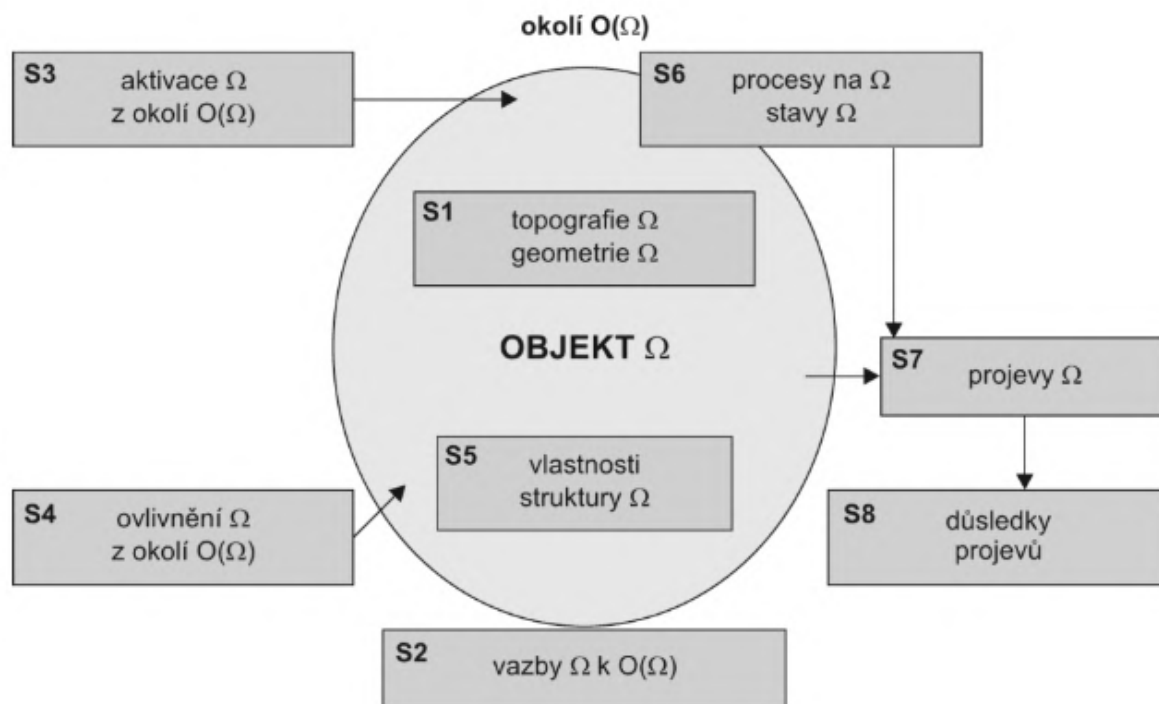 okolí O(Ω)
S3 aktivace Ω
z okolí O(Ω)
S6 procesy na Ω
stavy Ω
S1 topografie Ω
geometrie Ω
OBJEKT Ω
S7 projevy Ω
S5 vlastnosti
struktury Ω
S4 ovlivnění Ω
z okolí O(Ω)
S8 důsledky
projevů
S2 vazby Ω k O(Ω)